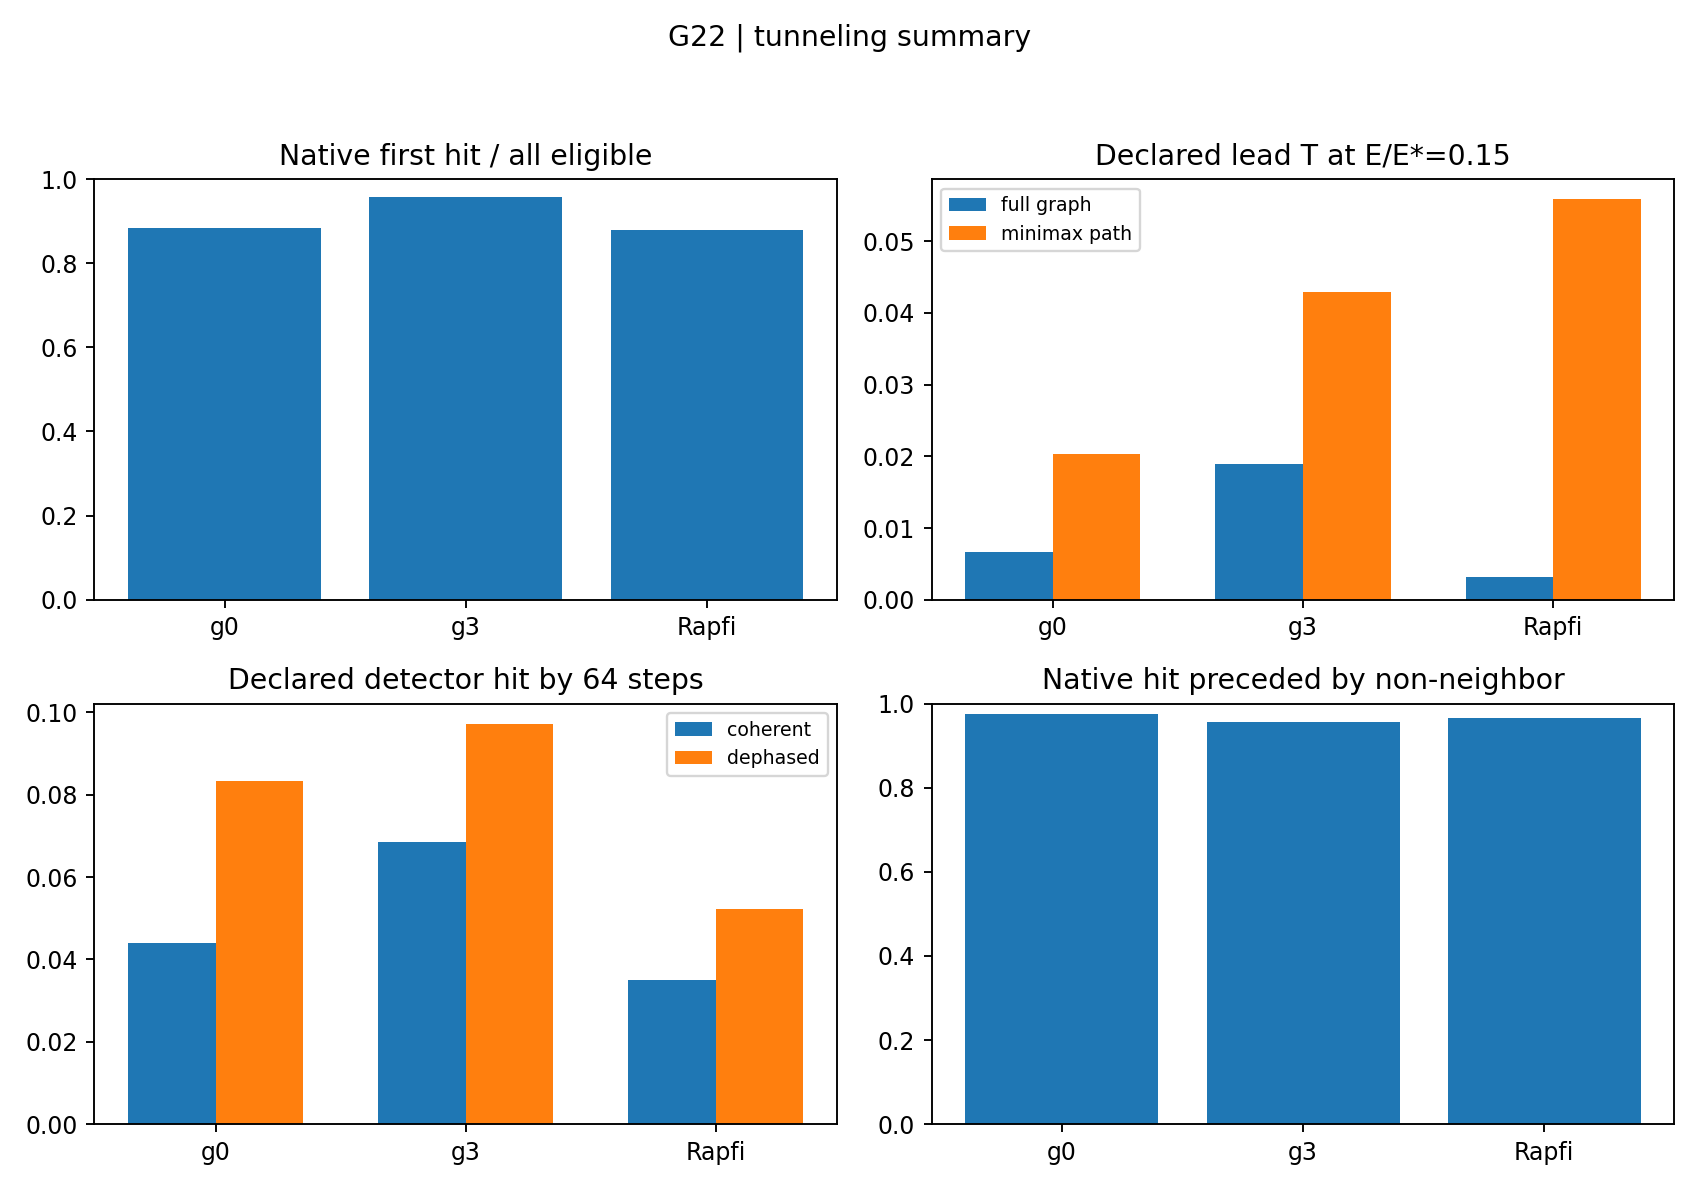 G22 | tunneling summary
Native first hit / all eligible
1.0
0.8
0.6
0.4
0.2
0.0
g0 g3 Rapfi
Declared lead T at E/E*=0.15
full graph
minimax path
0.05
0.04
0.03
0.02
0.01
0.00
g0 g3 Rapfi
Declared detector hit by 64 steps
coherent
dephased
0.10
0.08
0.06
0.04
0.02
0.00
g0 g3 Rapfi
Native hit preceded by non-neighbor
1.0
0.8
0.6
0.4
0.2
0.0
g0 g3 Rapfi